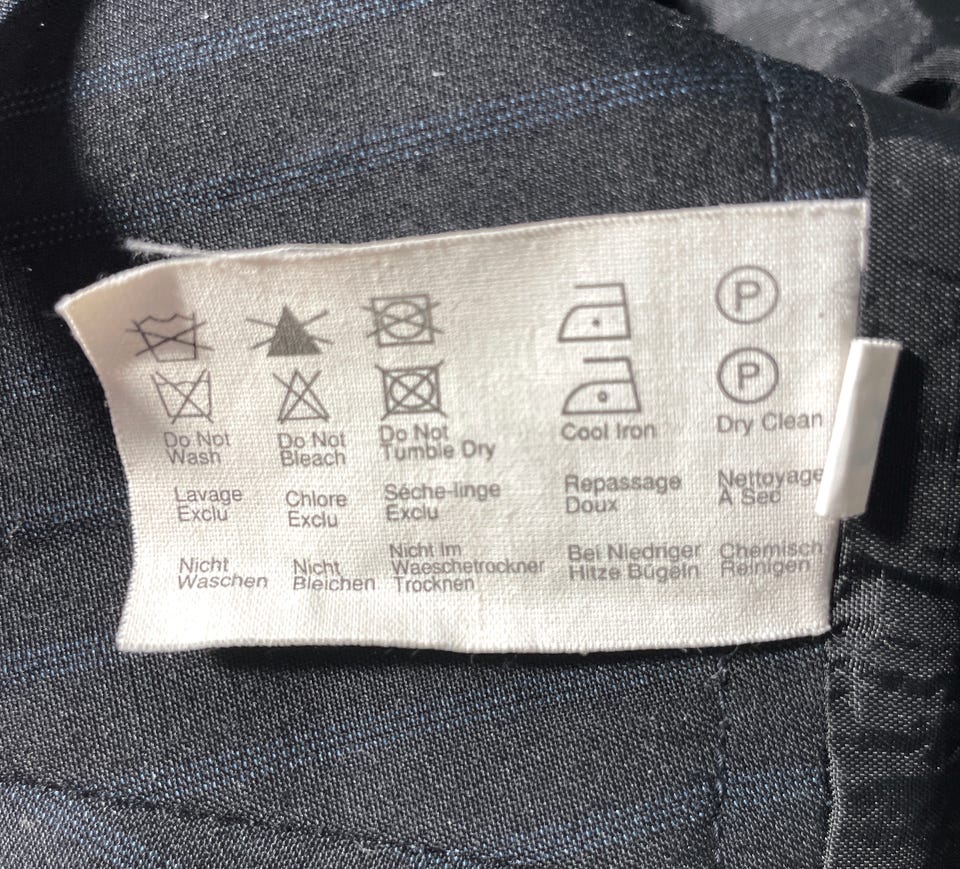 P
P
Do Not
Wash
Do Not
Bleach
Do Not
Tumble Dry
Cool Iron
Dry Clean
Lavage
Exclu
Chlore
Exclu
Séche-linge
Exclu
Repassage
Doux
Nettoyage
A Sec
Nicht
Waschen
Nicht
Bleichen
Nicht Im
Waeschetrockner
Trocknen
Bei Niedriger
Hitze Bügeln
Chemisch
Reinigen